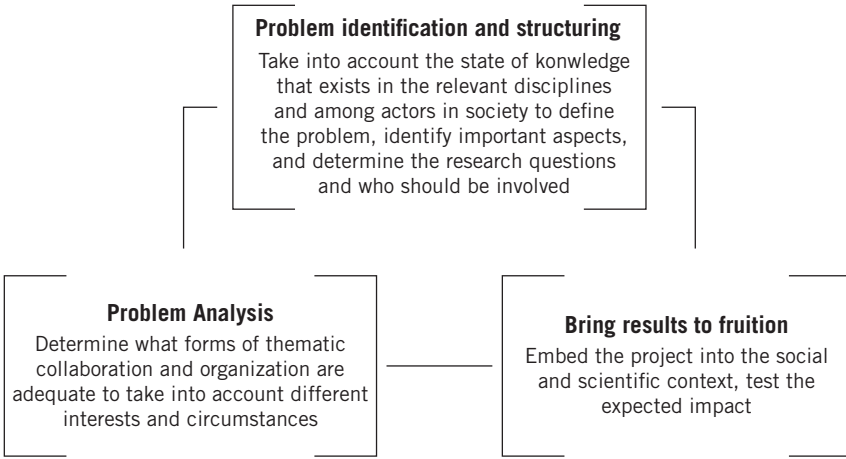 Problem identification and structuring
Take into account the state of konwledge
that exists in the relevant disciplines
and among actors in society to define
the problem, identify important aspects,
and determine the research questions
and who should be involved
Problem Analysis
Determine what forms of thematic
collaboration and organization are
adequate to take into account different
interests and circumstances
Bring results to fruition
Embed the project into the social
and scientific context, test the
expected impact